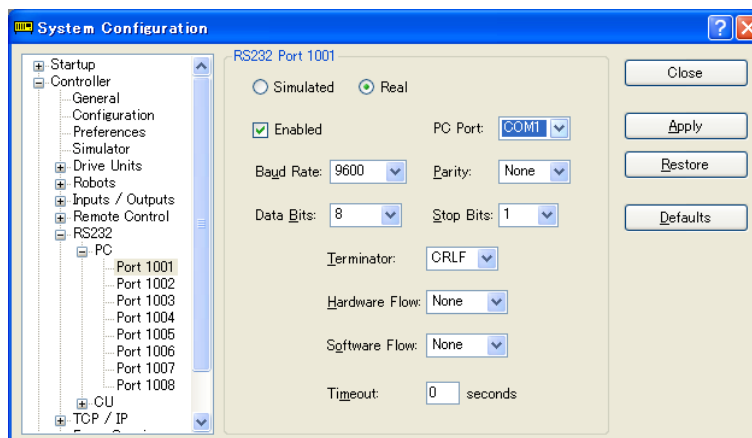 System Configuration
Startup
Controller
General
Configuration
Preferences
Simulator
Drive Units
Robots
Inputs / Outputs
Remote Control
RS232
PC
Port 1001
Port 1002
Port 1003
Port 1004
Port 1005
Port 1006
Port 1007
Port 1008
CU
TCP / IP
RS232 Port 1001
Simulated Real
Enabled PC Port: COM1
Baud Rate: 9600 Parity: None
Data Bits: 8 Stop Bits: 1
Terminator: CRLF
Hardware Flow: None
Software Flow: None
Timeout: 0 seconds
Close
Apply
Restore
Defaults